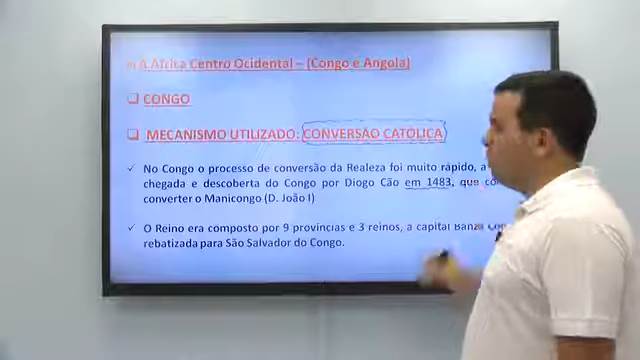 A África Centro Ocidental – (Congo e Angola)
CONGO
MECANISMO UTILIZADO: CONVERSÃO CATÓLICA
No Congo o processo de conversão da Realeza foi muito rápido, a
chegada e descoberta do Congo por Diogo Cão em 1483, que
converter o Manicongo (D. João I)
O Reino era composto por 9 províncias e 3 reinos, a capital Banza
rebatizada para São Salvador do Congo.